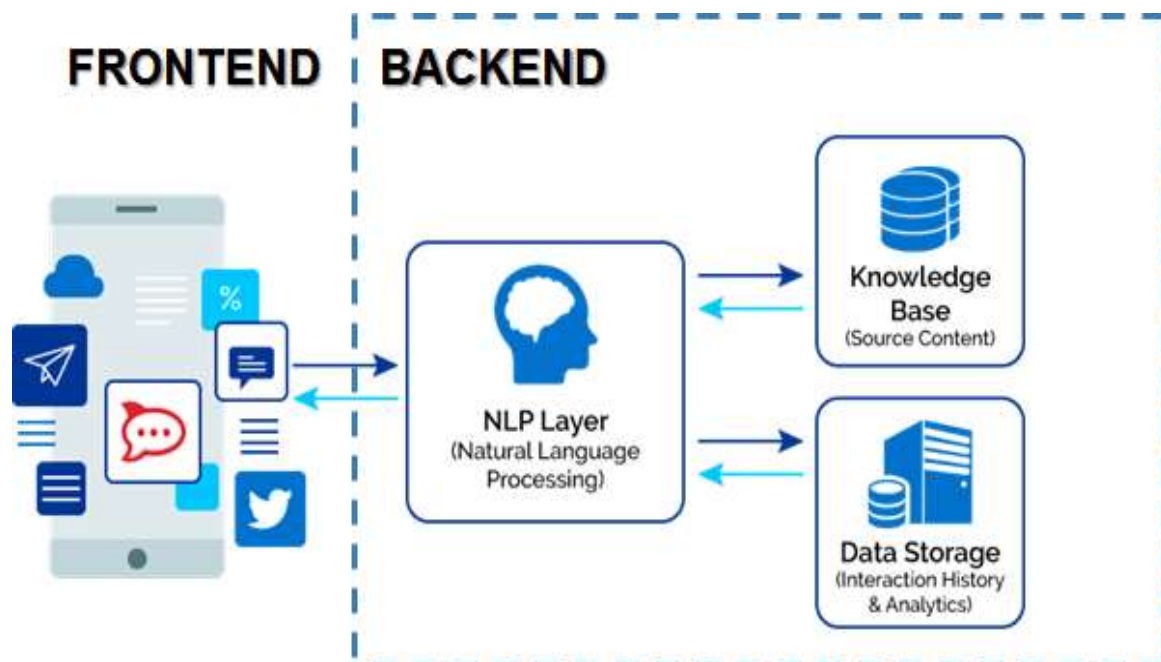 FRONTEND
BACKEND
%
NLP Layer
(Natural Language
Processing)
Knowledge
Base
(Source Content)
Data Storage
(Interaction History
& Analytics)